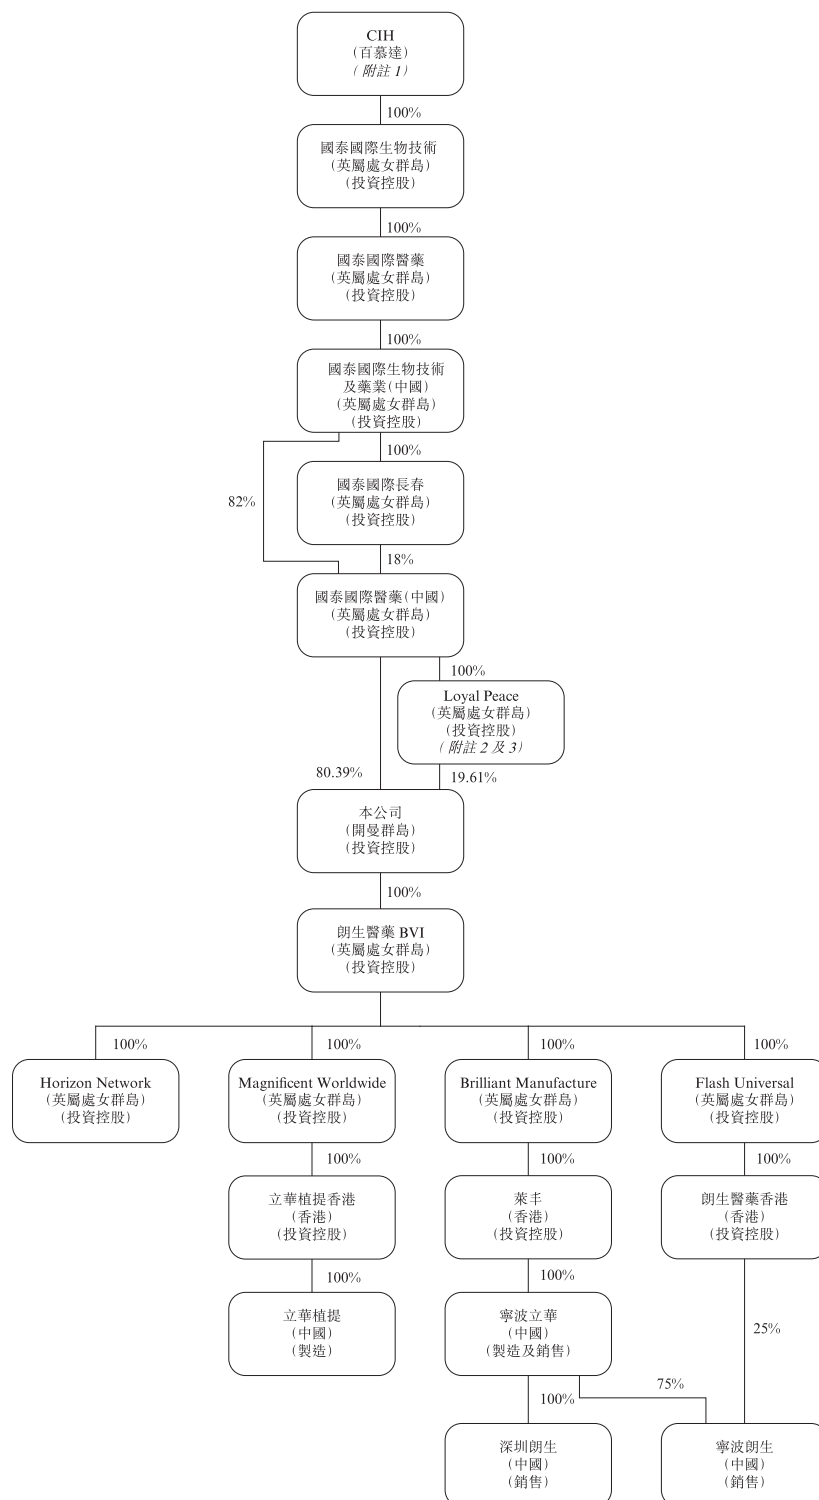 CIH
(百慕達)
(附註 1)
100%
國泰國際生物技術
(英屬處女群島)
(投資控股)
100%
國泰國際醫藥
(英屬處女群島)
(投資控股)
100%
國泰國際生物技術
及藥業(中國)
(英屬處女群島)
(投資控股)
100%
82%
國泰國際長春
(英屬處女群島)
(投資控股)
18%
國泰國際醫藥(中國)
(英屬處女群島)
(投資控股)
100%
Loyal Peace
(英屬處女群島)
(投資控股)
(附註 2 及 3)
80.39%
19.61%
本公司
(開曼群島)
(投資控股)
100%
朗生醫藥 BVI
(英屬處女群島)
(投資控股)
100%
100%
100%
100%
Horizon Network
(英屬處女群島)
(投資控股)
Magnificent Worldwide
(英屬處女群島)
(投資控股)
Brilliant Manufacture
(英屬處女群島)
(投資控股)
Flash Universal
(英屬處女群島)
(投資控股)
100%
100%
100%
立華植提香港
(香港)
(投資控股)
萊丰
(香港)
(投資控股)
朗生醫藥香港
(香港)
(投資控股)
100%
100%
立華植提
(中國)
(製造)
寧波立華
(中國)
(製造及銷售)
25%
75%
100%
深圳朗生
(中國)
(銷售)
寧波朗生
(中國)
(銷售)